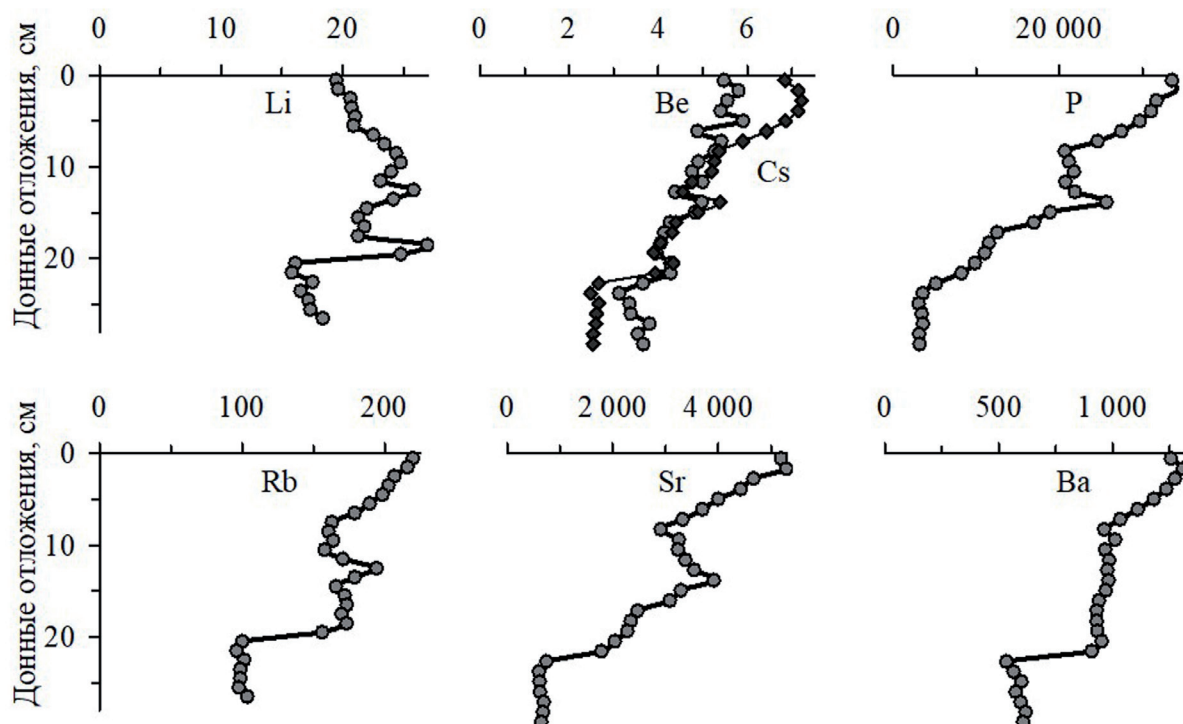 0 10 20
0 2 4 6
0 20 000
Донные отложения, см
0
10
20
Li
Be
Cs
P
0 100 200
0 2 000 4 000
0 500 1 000
Донные отложения, см
0
10
20
Rb
Sr
Ba